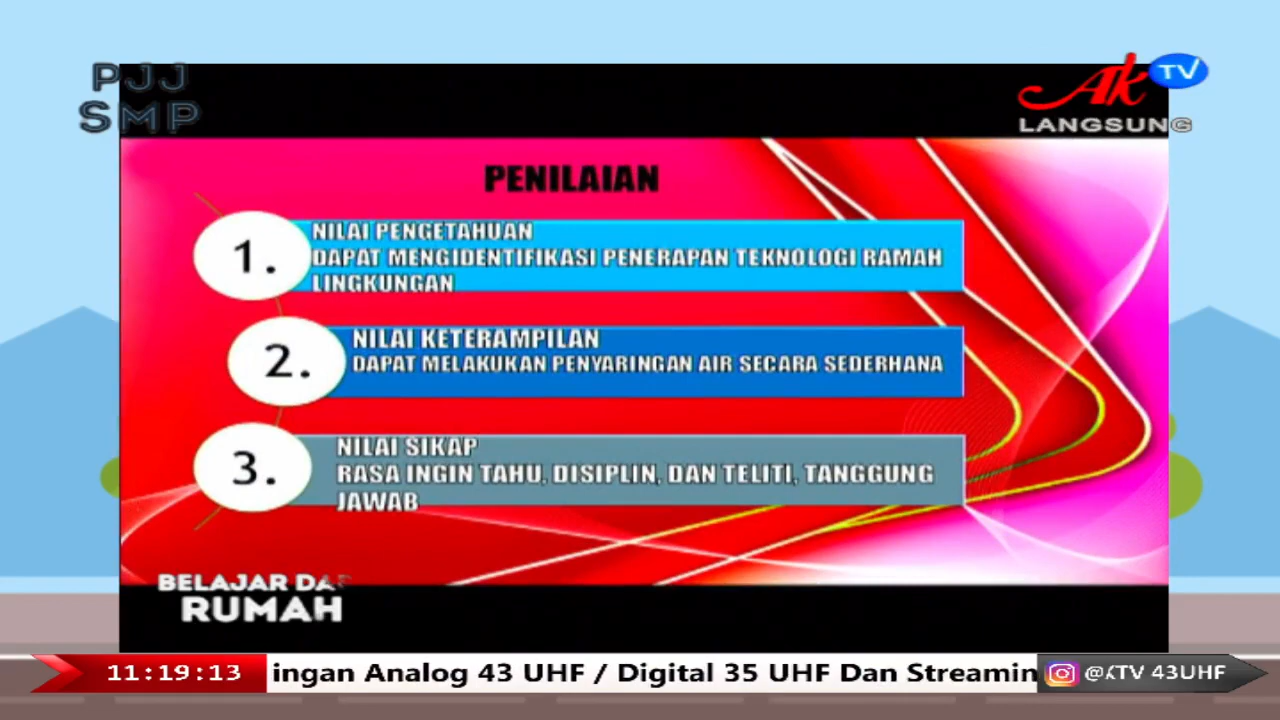 PJJ
SMP
Ak TV
LANGSUNG
PENILAIAN
1.
NILAI PENGETAHUAN
DAPAT MENGIDENTIFIKASI PENERAPAN TEKNOLOGI RAMAH
LINGKUNGAN
2.
NILAI KETERAMPILAN
DAPAT MELAKUKAN PENYARINGAN AIR SECARA SEDERHANA
3.
NILAI SIKAP
RASA INGIN TAHU, DISIPLIN, DAN TELITI, TANGGUNG
JAWAB
BELAJAR DA
RUMAH
11:19:13 ingan Analog 43 UHF / Digital 35 UHF Dan Streamin @KTV 43UHF